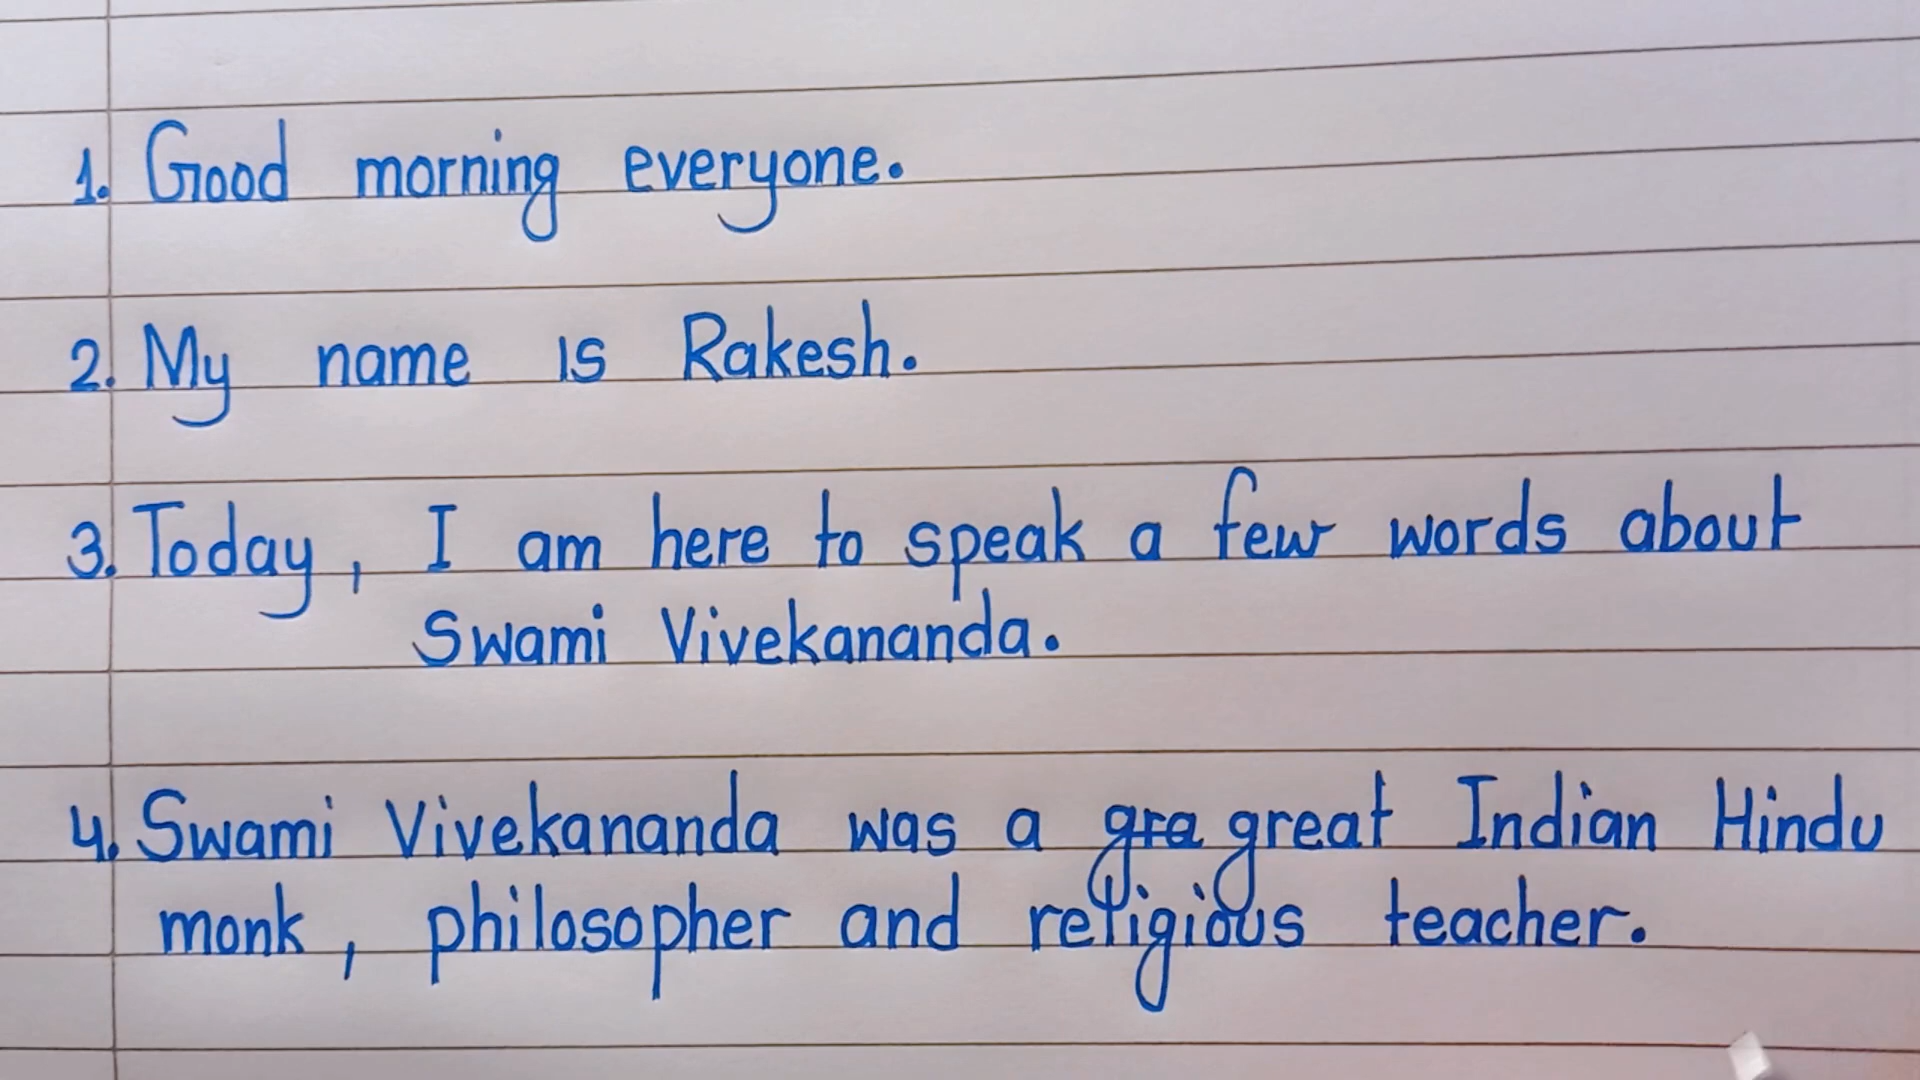 1. Good morning everyone.
2. My name is Rakesh.
3. Today, I am here to speak a few words about
Swami Vivekananda.
4. Swami Vivekananda was a gra great Indian Hindu
monk, philosopher and religious teacher.